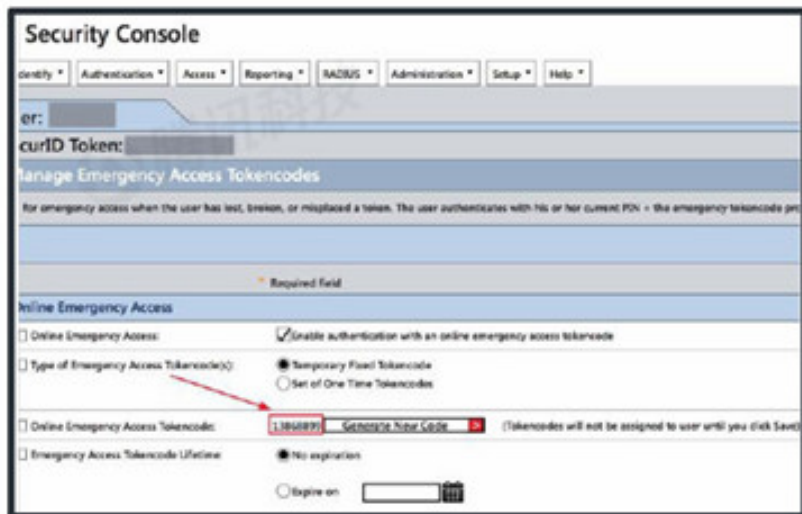 Security Console
dentify Authentication Access Reporting RADIUS Administration Setup Help
er:
curID Token:
Manage Emergency Access Tokencodes
for emergency access when the user has lost, broken, or misplaced a token. The user authenticates with his or her current PIN + the emergency tokencode pro
* Required field
Online Emergency Access
Online Emergency Access: Enable authentication with an online emergency access tokencode
Type of Emergency Access Tokencode(s): Temporary Fixed Tokencode
Set of One Time Tokencodes
Online Emergency Access Tokencode: 13868899 Generate New Code (Tokencodes will not be assigned to user until you click Save)
Emergency Access Tokencode Lifetime No expiration
Expire on